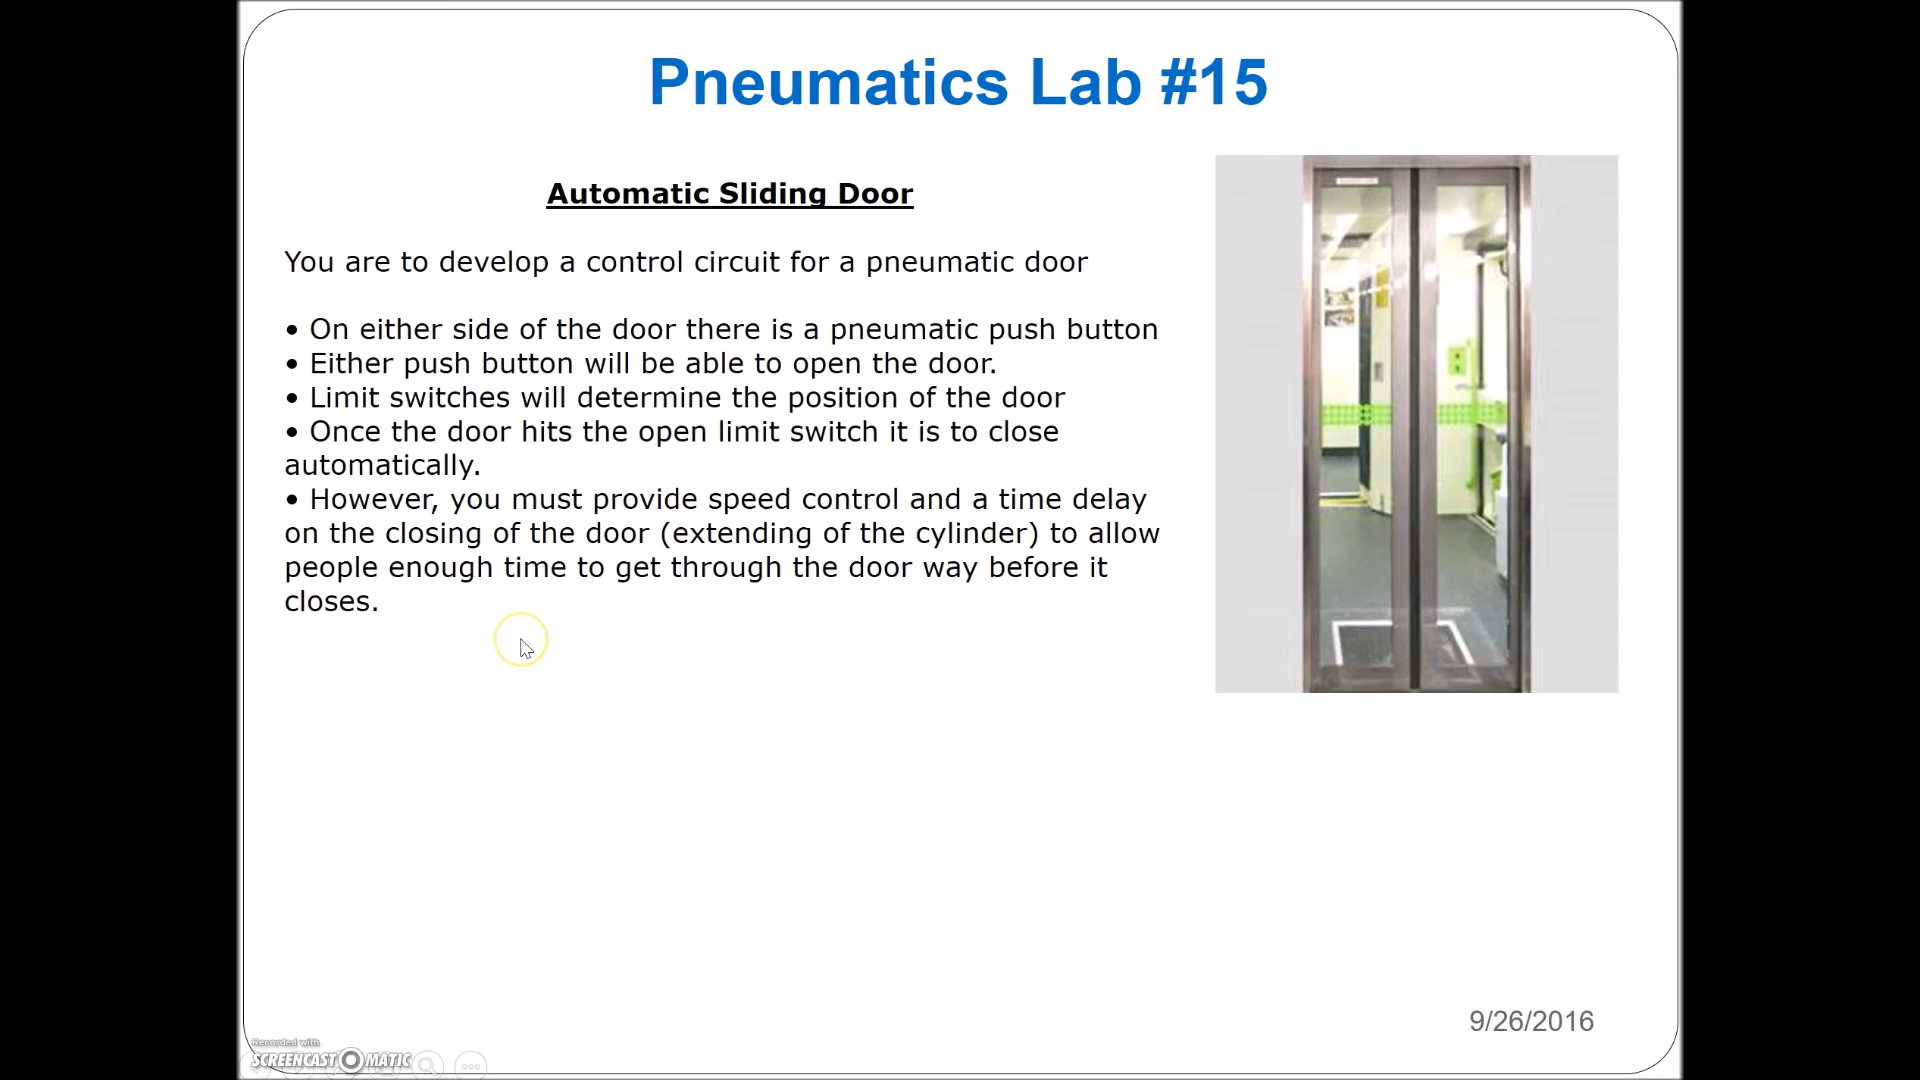 Pneumatics Lab #15
Automatic Sliding Door
You are to develop a control circuit for a pneumatic door
• On either side of the door there is a pneumatic push button
• Either push button will be able to open the door.
• Limit switches will determine the position of the door
• Once the door hits the open limit switch it is to close
automatically.
• However, you must provide speed control and a time delay
on the closing of the door (extending of the cylinder) to allow
people enough time to get through the door way before it
closes.
9/26/2016
Recorded with
SCREENCAST MATIC